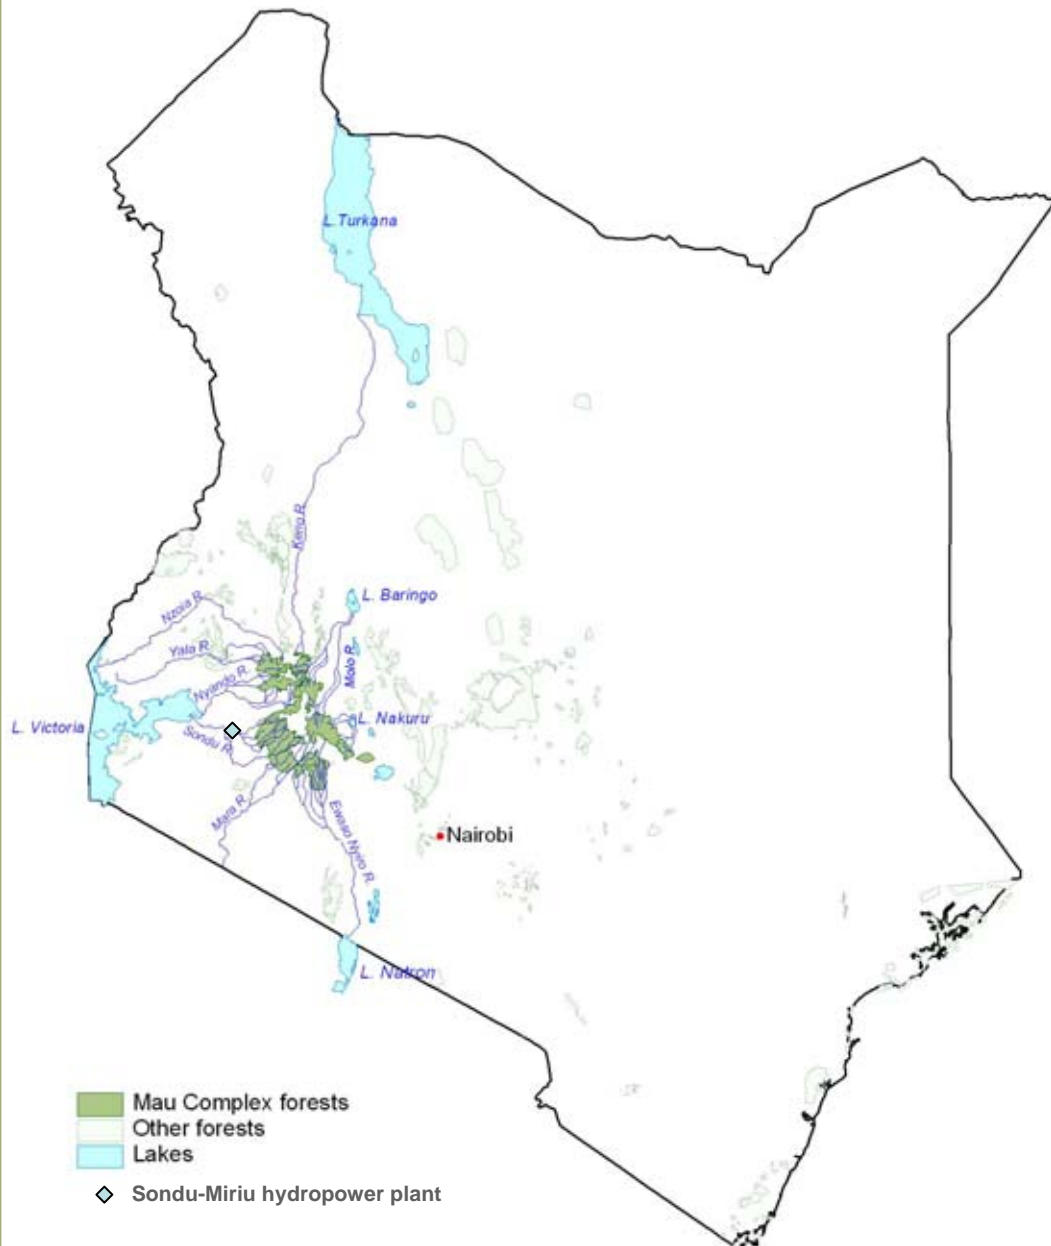 L. Turkana
Kerio R.
L. Baringo
Nzoia R.
Yala R.
Molo R.
Nyando R.
L. Nakuru
L. Victoria
Sondu R.
Mara R.
Ewaso Nyiro R.
Nairobi
L. Natron
Mau Complex forests
Other forests
Lakes
Sondu-Miriu hydropower plant